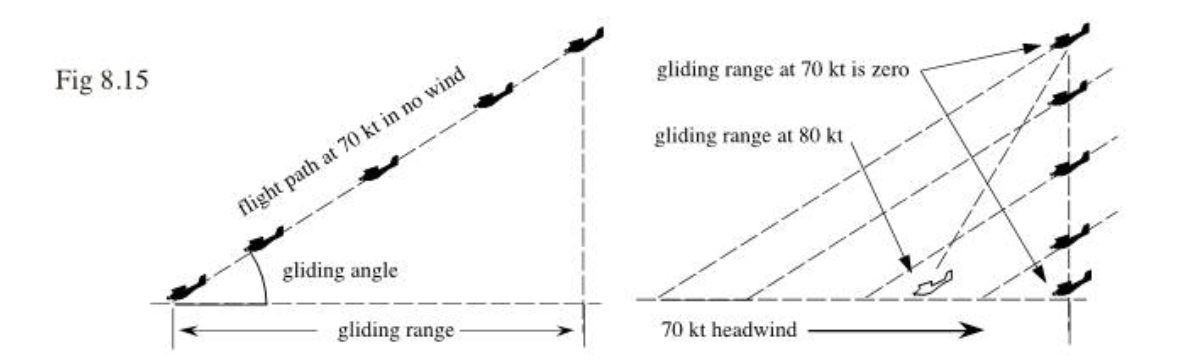 Fig 8.15
flight path at 70 kt in no wind
gliding angle
gliding range
gliding range at 70 kt is zero
gliding range at 80 kt
70 kt headwind